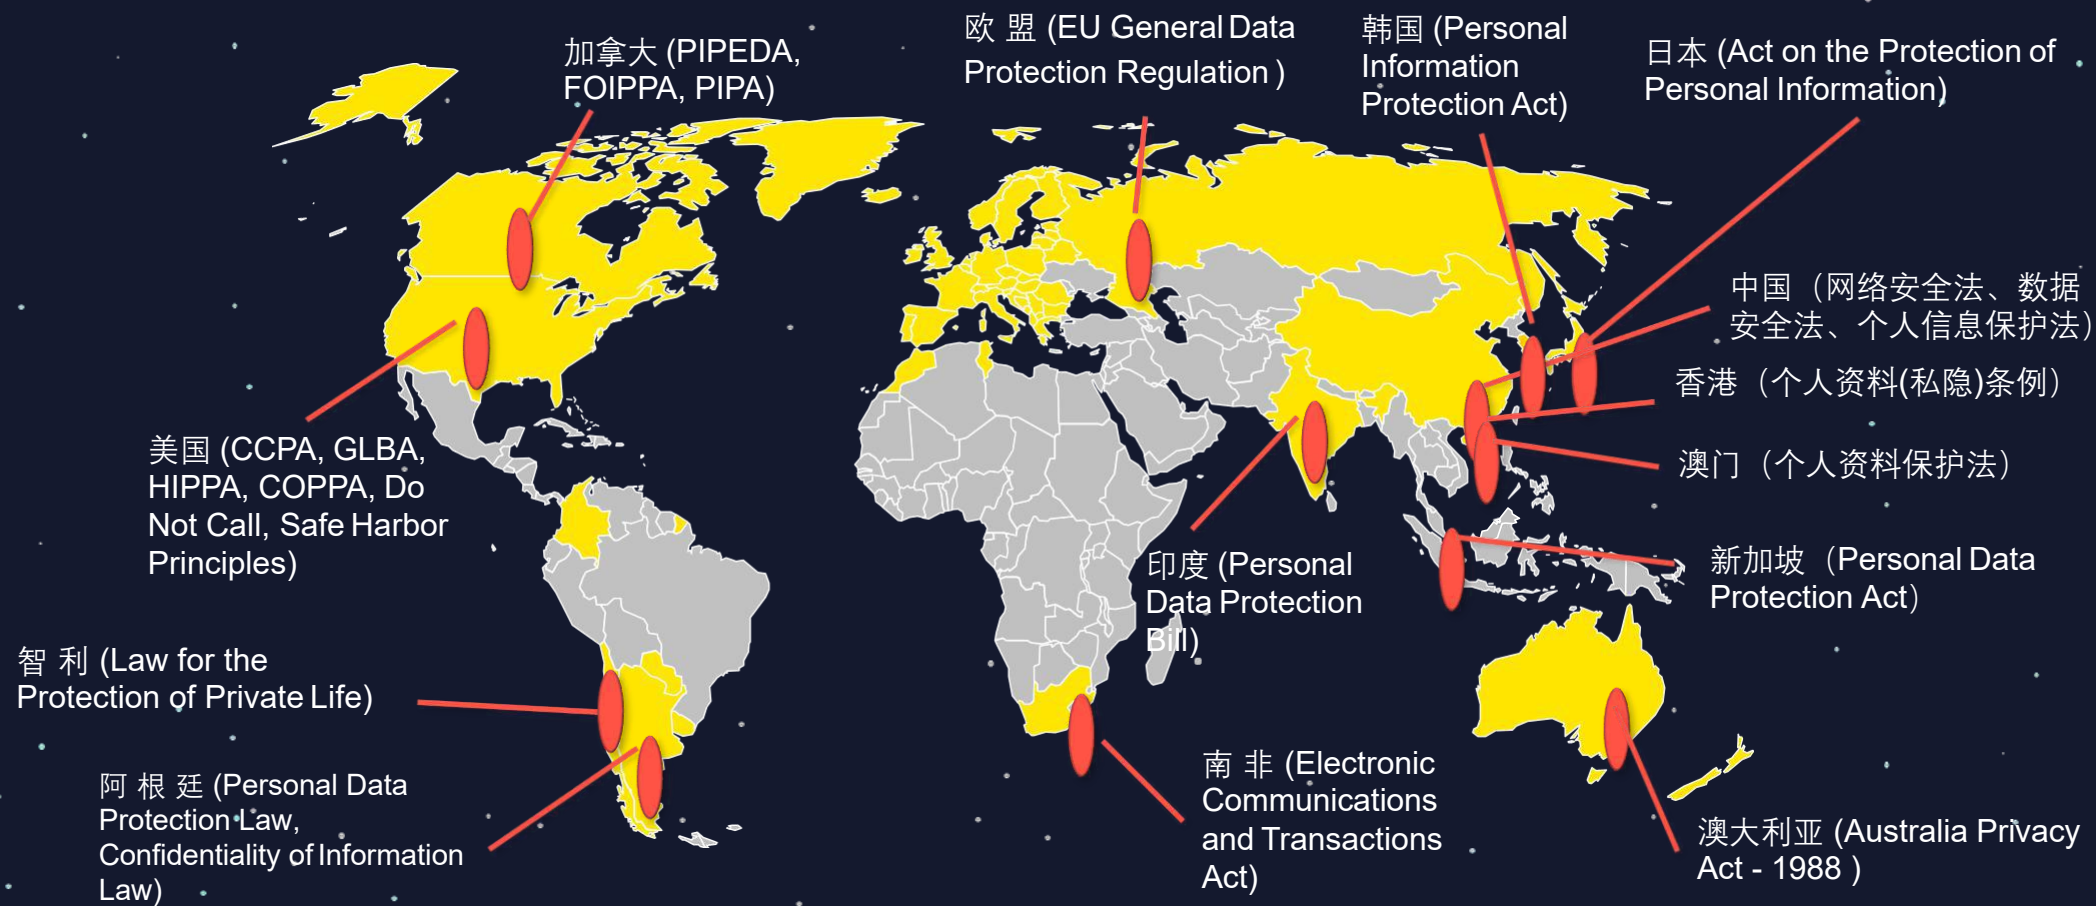 加拿大 (PIPEDA,
FOIPPA, PIPA)
欧 盟 (EU General Data
Protection Regulation )
韩国 (Personal
Information
Protection Act)
日本 (Act on the Protection of
Personal Information)
中国（网络安全法、数据
安全法、个人信息保护法)
香港（个人资料(私隐)条例）
澳门（个人资料保护法）
美国 (CCPA, GLBA,
HIPPA, COPPA, Do
Not Call, Safe Harbor
Principles)
印度 (Personal
Data Protection
Bill)
新加坡（Personal Data
Protection Act）
智 利 (Law for the
Protection of Private Life)
阿 根 廷 (Personal Data
Protection Law,
Confidentiality of Information
Law)
南 非 (Electronic
Communications
and Transactions
Act)
澳大利亚 (Australia Privacy
Act - 1988 )